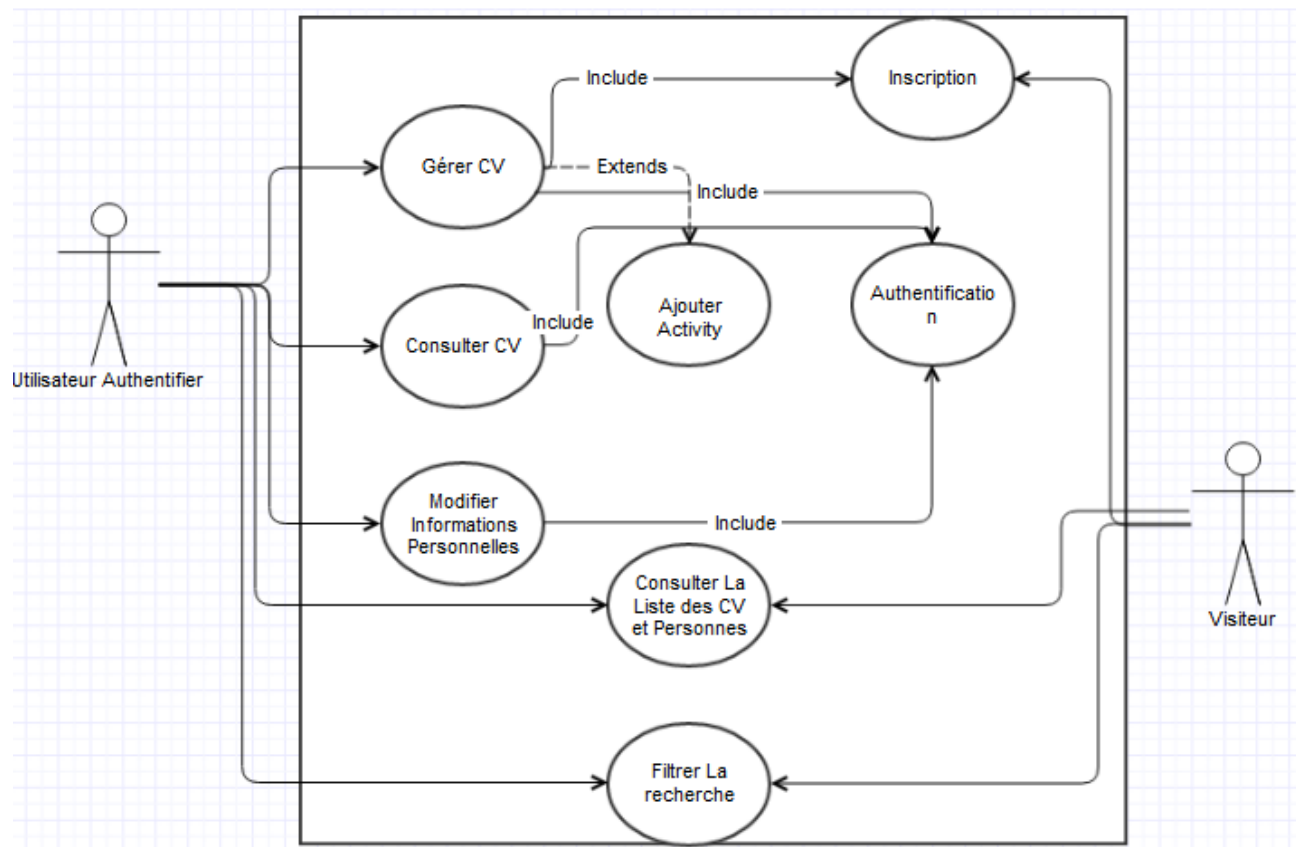 Include
Inscription
Gérer CV
Extends
Include
Ajouter
Activity
Authentificatio
n
Include
Consulter CV
Utilisateur Authentifier
Modifier
Informations
Personnelles
Include
Consulter La
Liste des CV
et Personnes
Visiteur
Filtrer La
recherche